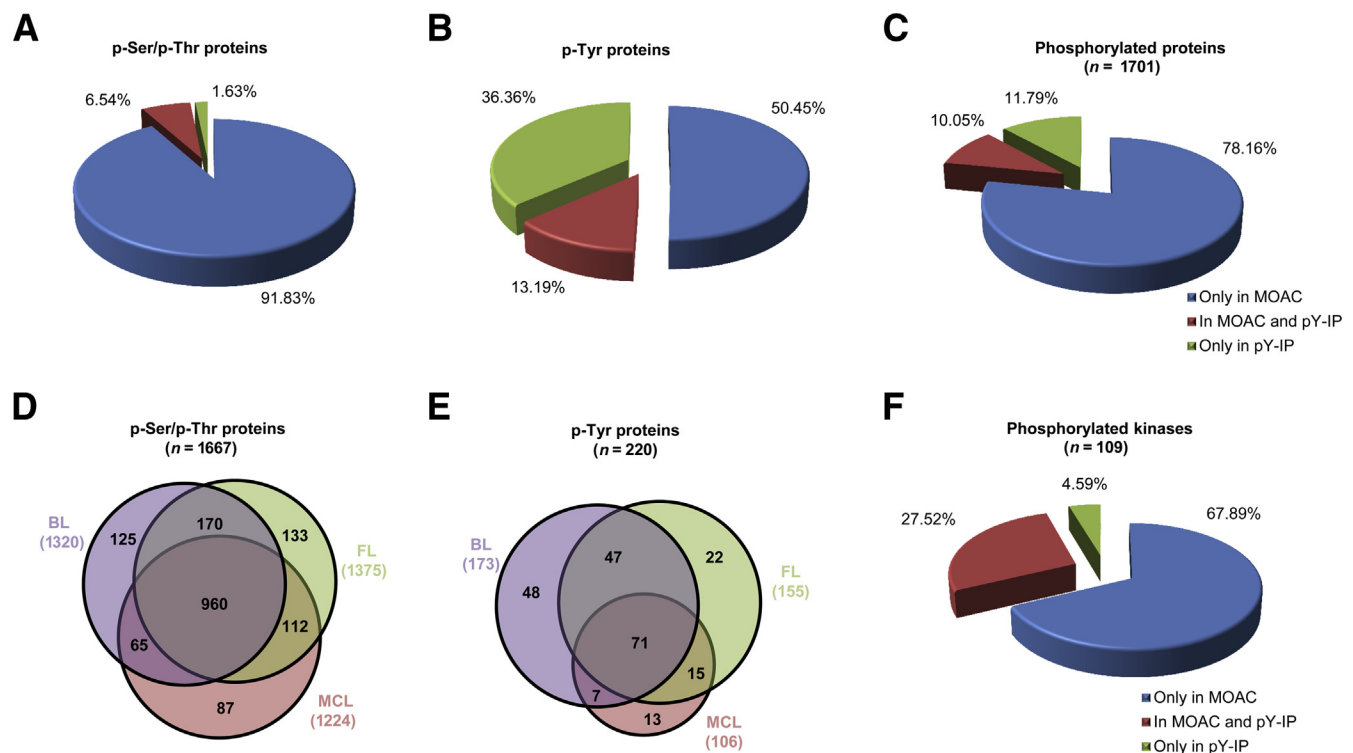 A
p-Ser/p-Thr proteins
6.54%
1.63%
91.83%
B
p-Tyr proteins
36.36%
50.45%
13.19%
C
Phosphorylated proteins
(n = 1701)
10.05%
11.79%
78.16%
Only in MOAC
In MOAC and pY-IP
Only in pY-IP
D
p-Ser/p-Thr proteins
(n = 1667)
BL
(1320)
125
170
133
FL
(1375)
960
65
112
87
MCL
(1224)
E
p-Tyr proteins
(n = 220)
BL
(173)
48
47
22
FL
(155)
71
7
15
13
MCL
(106)
F
Phosphorylated kinases
(n = 109)
27.52%
4.59%
67.89%
Only in MOAC
In MOAC and pY-IP
Only in pY-IP